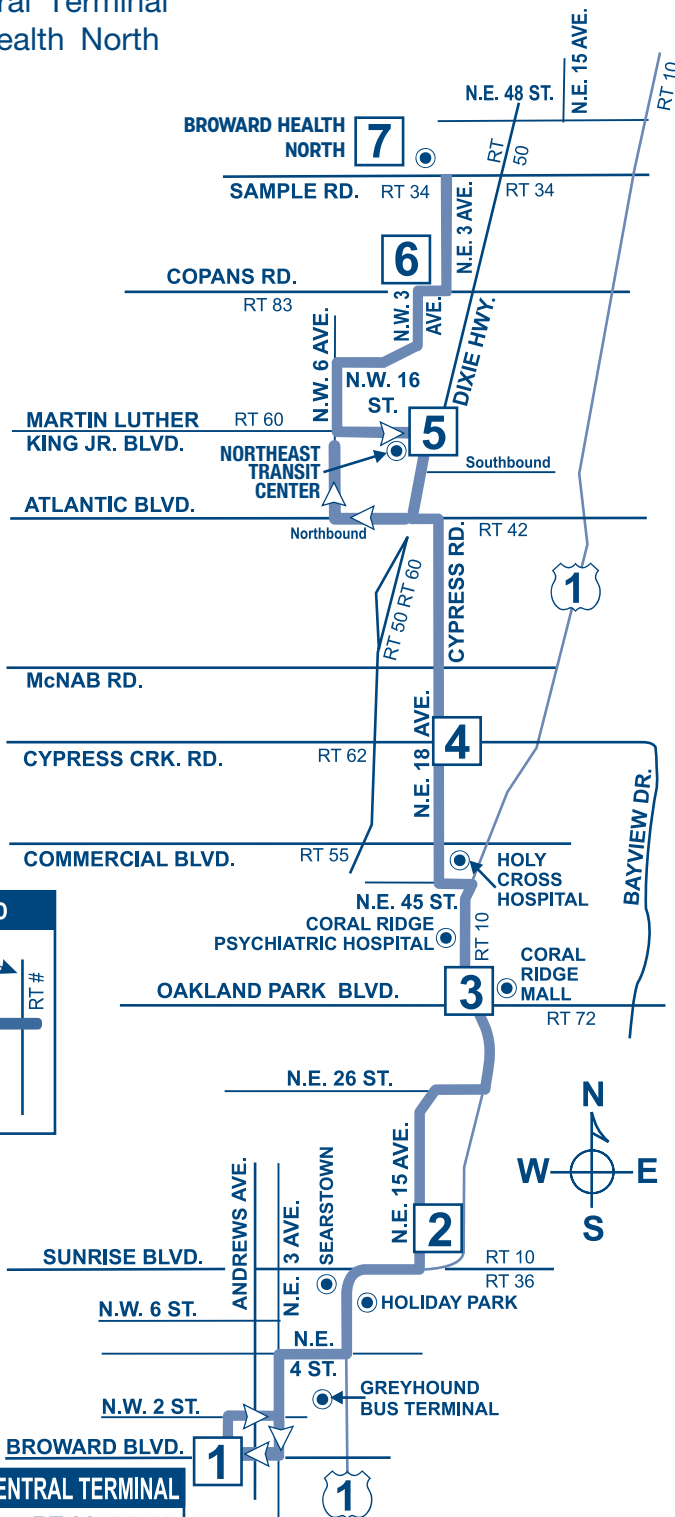 Terminal
North
N.E. 15 AVE.
N.E. 48 ST.
RT 10
BROWARD HEALTH
NORTH
7
RT
50
SAMPLE RD.
RT 34
RT 34
N.E. 3 AVE.
6
COPANS RD.
RT 83
N.W. 3
AVE.
DIXIE HWY.
N.W. 6 AVE.
N.W. 16
ST.
MARTIN LUTHER
KING JR. BLVD.
RT 60
5
NORTHEAST
TRANSIT
CENTER
Southbound
ATLANTIC BLVD.
Northbound
RT 42
CYPRESS RD.
RT 50 RT 60
1
McNAB RD.
N.E. 18 AVE.
4
CYPRESS CRK. RD.
RT 62
BAYVIEW DR.
COMMERCIAL BLVD.
RT 55
HOLY
CROSS
HOSPITAL
N.E. 45 ST.
CORAL RIDGE
PSYCHIATRIC HOSPITAL
RT 10
3
CORAL
RIDGE
MALL
OAKLAND PARK BLVD.
RT 72
RT #
N.E. 26 ST.
N
W
E
S
N.E. 15 AVE.
2
ANDREWS AVE.
N.E. 3 AVE.
SEARSTOWN
SUNRISE BLVD.
RT 10
RT 36
HOLIDAY PARK
N.W. 6 ST.
N.E.
4 ST.
GREYHOUND
BUS TERMINAL
N.W. 2 ST.
BROWARD BLVD.
1
1
TERMINAL